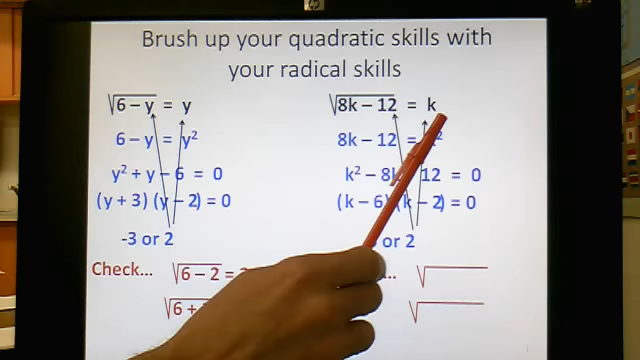 Brush up your quadratic skills with
your radical skills
√6 – y = y
6 – y = y²
y² + y – 6 = 0
(y + 3) (y – 2) = 0
-3 or 2
Check... √6 – 2 =
√6 +
√8k – 12 = k
8k – 12 =
k² – 8 12 = 0
(k – 6) (k – 2) = 0
or 2
√
√